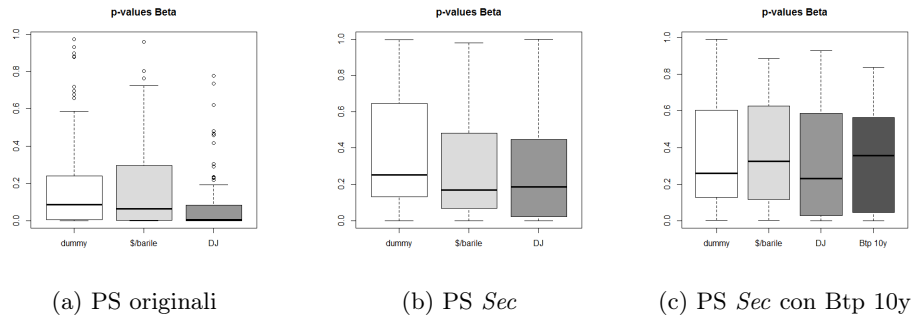 p-values Beta
1.0
0.8
0.6
0.4
0.2
0.0
dummy $/barile DJ
(a) PS originali
p-values Beta
1.0
0.8
0.6
0.4
0.2
0.0
dummy $/barile DJ
(b) PS Sec
p-values Beta
1.0
0.8
0.6
0.4
0.2
0.0
dummy $/barile DJ Btp 10y
(c) PS Sec con Btp 10y